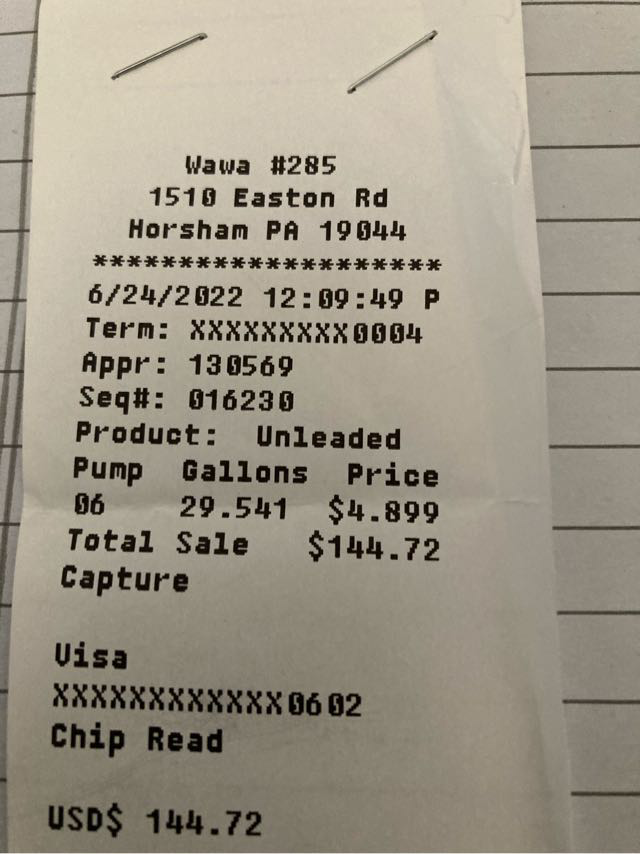 Wawa #285
1510 Easton Rd
Horsham PA 19044
********************
6/24/2022 12:09:49 P
Term: XXXXXXXXX0004
Appr: 130569
Seq#: 016230
Product: Unleaded
Pump Gallons Price
06 29.541 $4.899
Total Sale $144.72
Capture
Visa
XXXXXXXXXXXX0602
Chip Read
USD$ 144.72